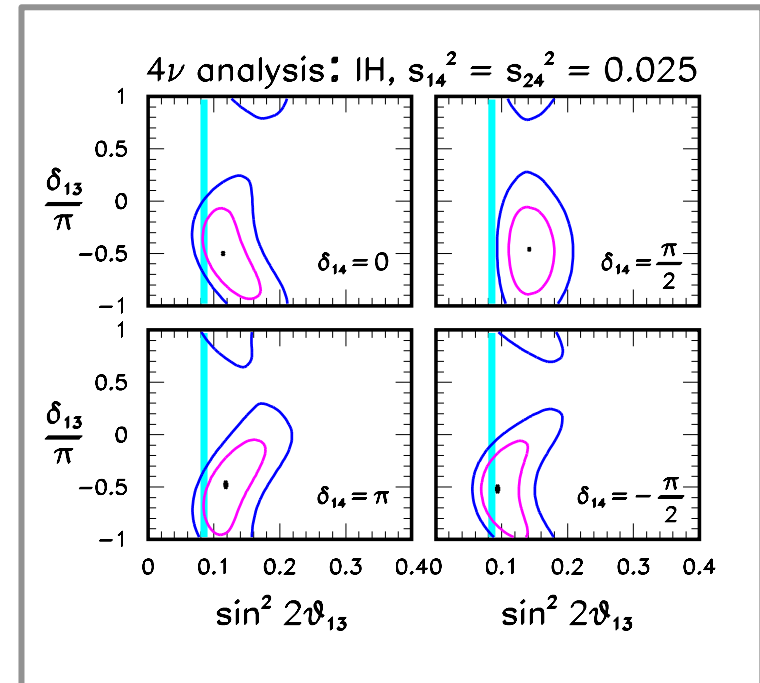 4ν analysis: IH, s₁₄² = s₂₄² = 0.025
1
0.5
0
−0.5
−1
δ₁₃/π
δ₁₄ = 0
δ₁₄ = π/2
1
0.5
0
−0.5
−1
δ₁₃/π
δ₁₄ = π
δ₁₄ = − π/2
0 0.1 0.2 0.3 0.40 0.1 0.2 0.3 0.4
sin² 2ϑ₁₃ sin² 2ϑ₁₃